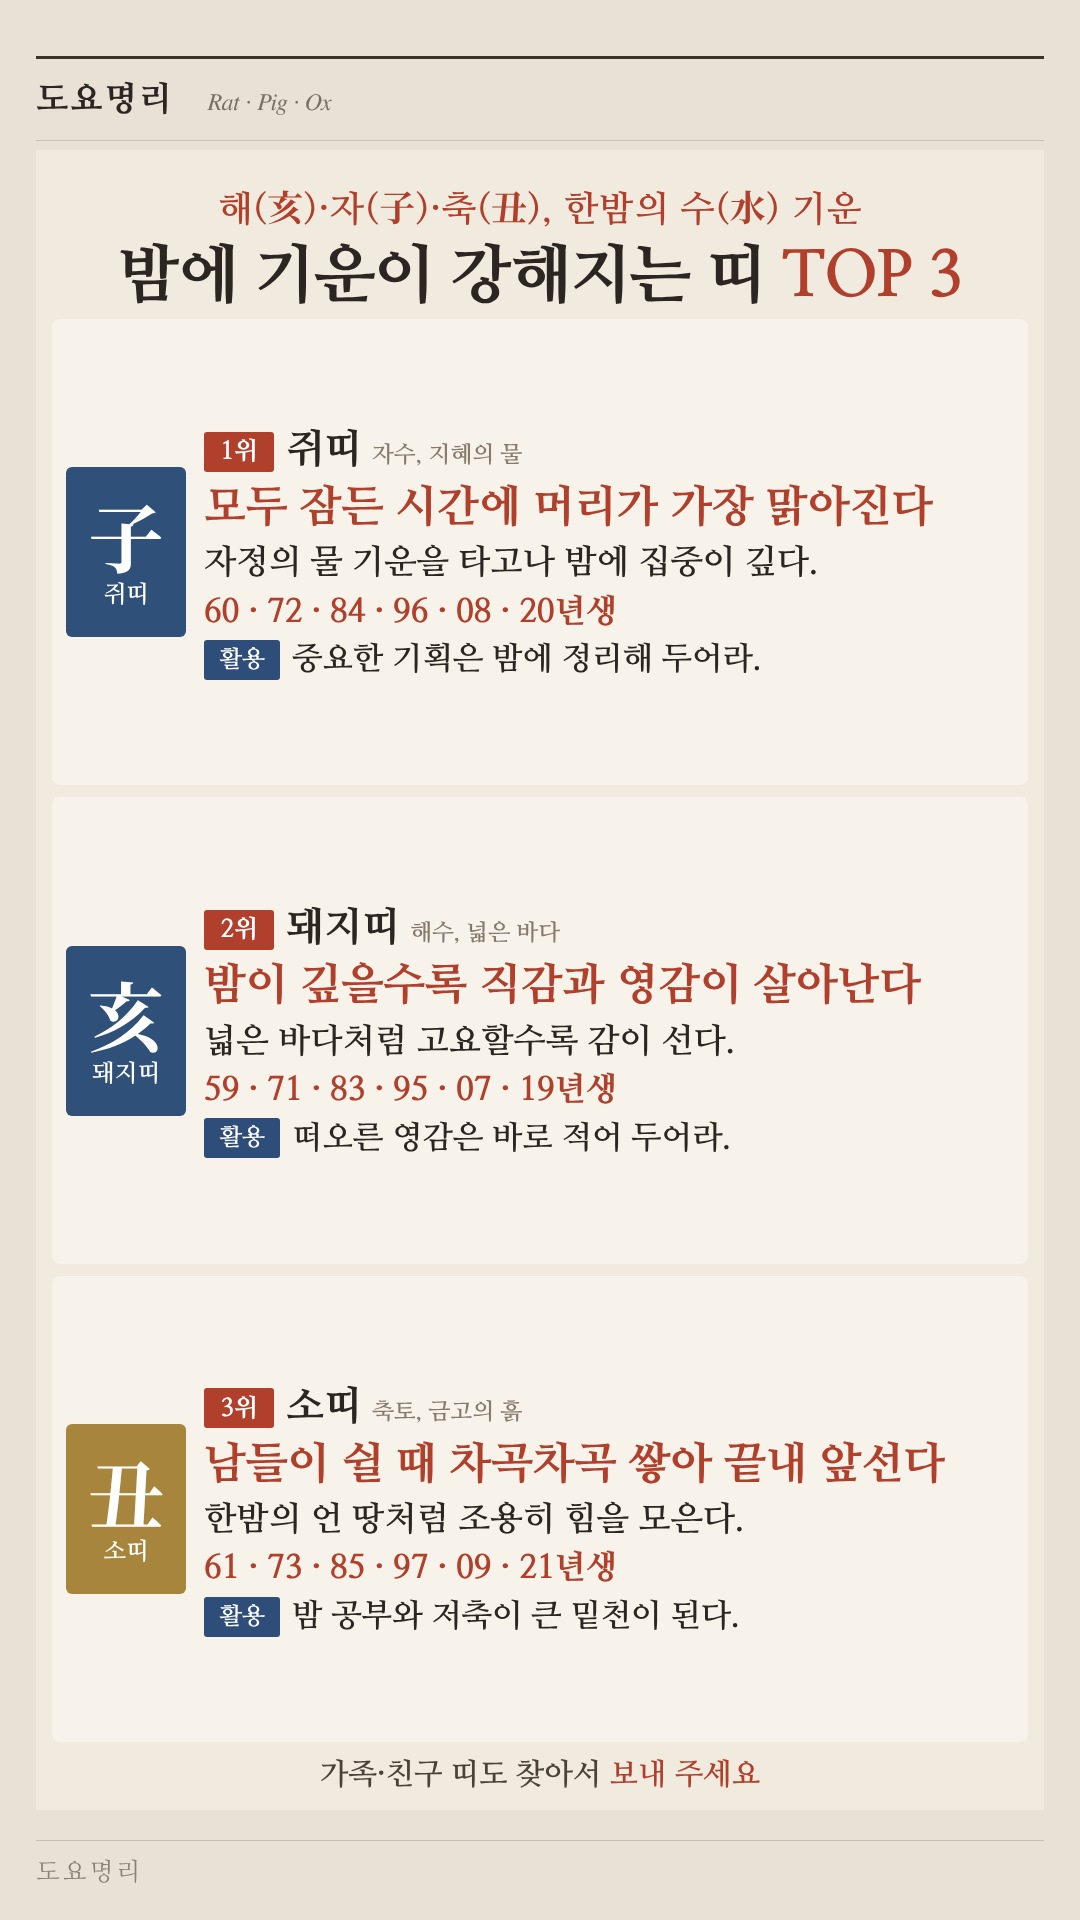 도요명리 Rat · Pig · Ox
해(亥)·자(子)·축(丑), 한밤의 수(水) 기운
밤에 기운이 강해지는 띠 TOP 3
子
쥐띠
1위 쥐띠 자수, 지혜의 물
모두 잠든 시간에 머리가 가장 맑아진다
자정의 물 기운을 타고나 밤에 집중이 깊다.
60 · 72 · 84 · 96 · 08 · 20년생
활용 중요한 기획은 밤에 정리해 두어라.
亥
돼지띠
2위 돼지띠 해수, 넓은 바다
밤이 깊을수록 직감과 영감이 살아난다
넓은 바다처럼 고요할수록 감이 선다.
59 · 71 · 83 · 95 · 07 · 19년생
활용 떠오른 영감은 바로 적어 두어라.
丑
소띠
3위 소띠 축토, 금고의 흙
남들이 쉴 때 차곡차곡 쌓아 끝내 앞선다
한밤의 언 땅처럼 조용히 힘을 모은다.
61 · 73 · 85 · 97 · 09 · 21년생
활용 밤 공부와 저축이 큰 밑천이 된다.
가족·친구 띠도 찾아서 보내 주세요
도요명리